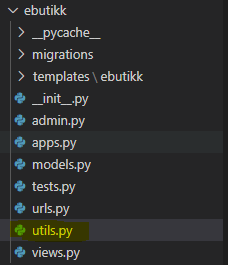 ebutikk
__pycache__
migrations
templates \ ebutikk
__init__.py
admin.py
apps.py
models.py
tests.py
urls.py
utils.py
views.py